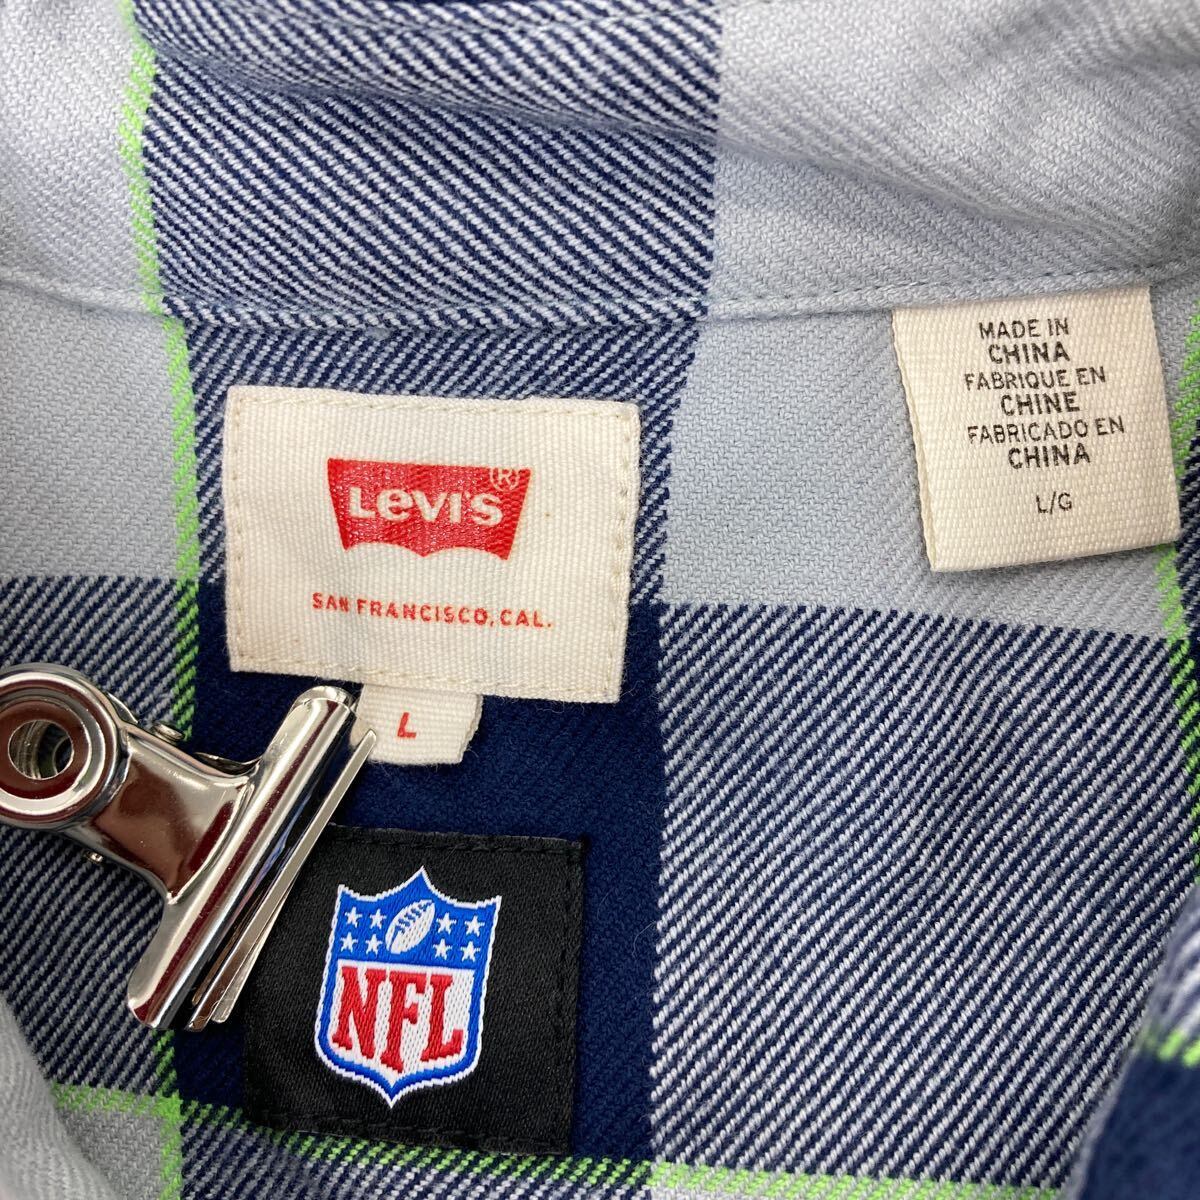 LEVI'S®
SAN FRANCISCO, CAL.
L
NFL
MADE IN
CHINA
FABRIQUE EN
CHINE
FABRICADO EN
CHINA
L/G